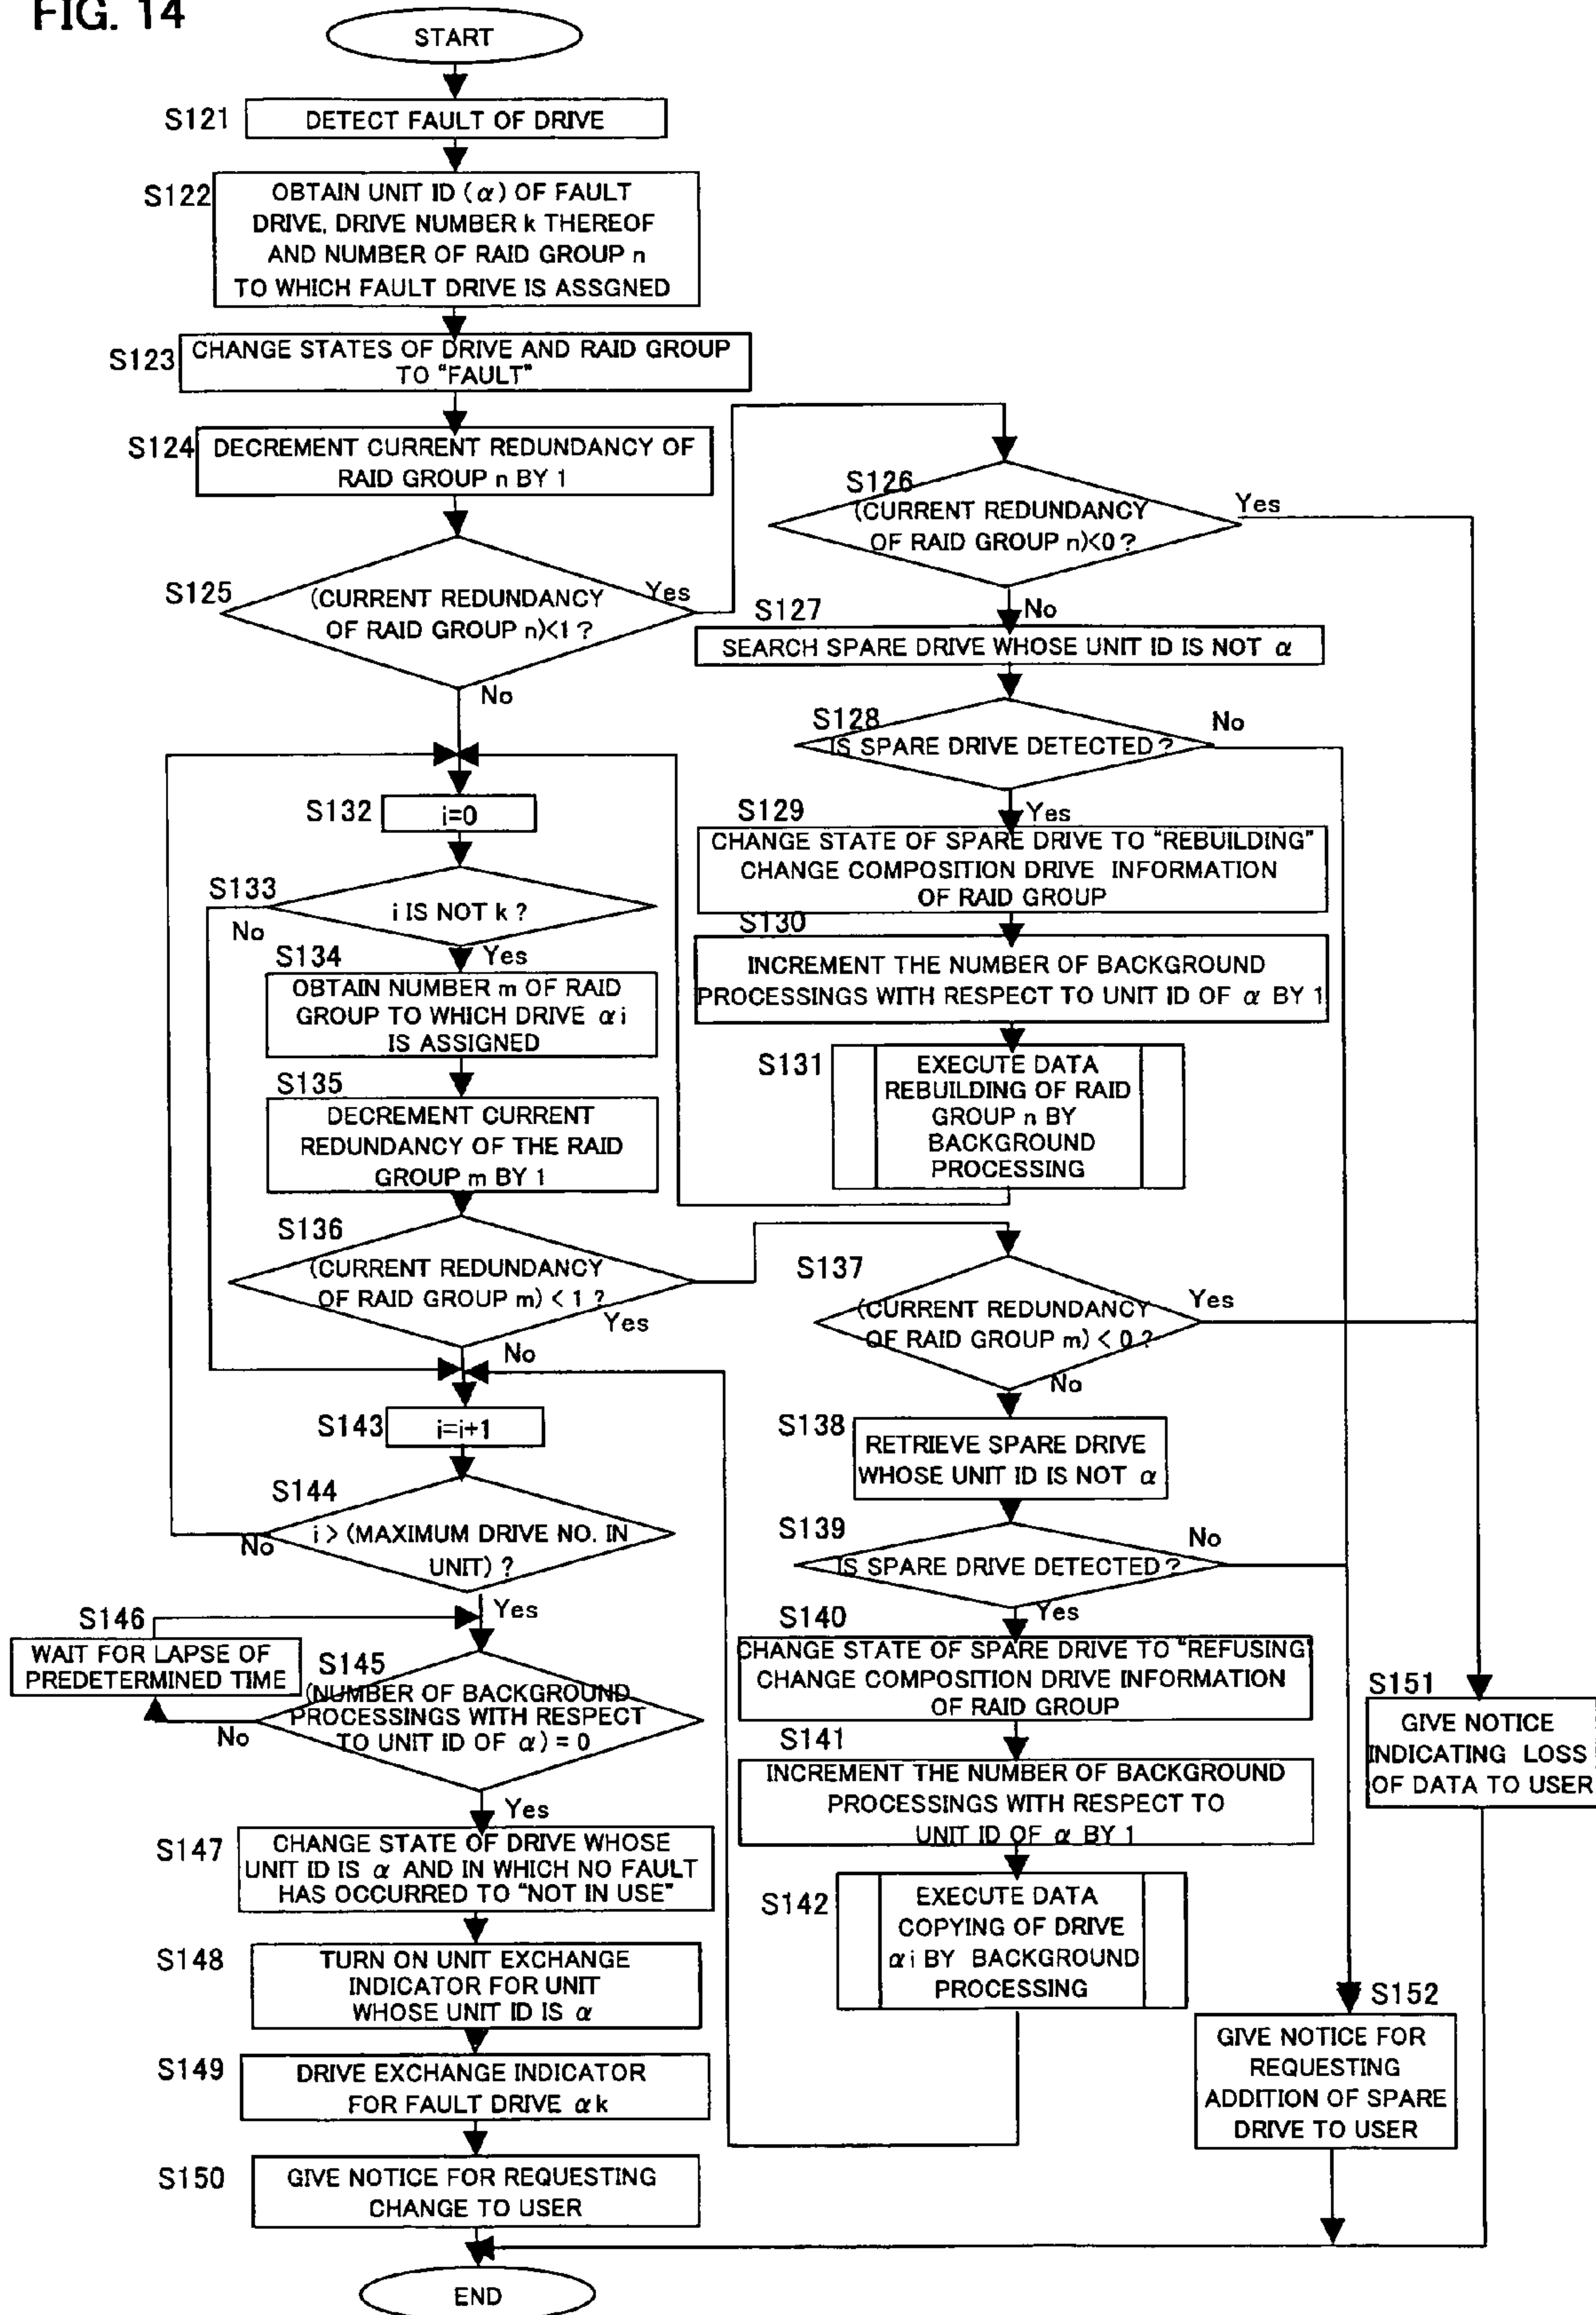 FIG. 14
START
S121
DETECT FAULT OF DRIVE
S122
OBTAIN UNIT ID (α) OF FAULT
DRIVE, DRIVE NUMBER k THEREOF
AND NUMBER OF RAID GROUP n
TO WHICH FAULT DRIVE IS ASSGNED
S123
CHANGE STATES OF DRIVE AND RAID GROUP
TO "FAULT"
S124
DECREMENT CURRENT REDUNDANCY OF
RAID GROUP n BY 1
S125
(CURRENT REDUNDANCY
OF RAID GROUP n)<1 ?
Yes
No
S126
(CURRENT REDUNDANCY
OF RAID GROUP n)<0 ?
Yes
No
S127
SEARCH SPARE DRIVE WHOSE UNIT ID IS NOT α
S128
IS SPARE DRIVE DETECTED ?
No
Yes
S129
CHANGE STATE OF SPARE DRIVE TO "REBUILDING"
CHANGE COMPOSITION DRIVE INFORMATION
OF RAID GROUP
S130
INCREMENT THE NUMBER OF BACKGROUND
PROCESSINGS WITH RESPECT TO UNIT ID OF α BY 1
S131
EXECUTE DATA
REBUILDING OF RAID
GROUP n BY
BACKGROUND
PROCESSING
S132
i=0
S133
i IS NOT k ?
No
Yes
S134
OBTAIN NUMBER m OF RAID
GROUP TO WHICH DRIVE α i
IS ASSIGNED
S135
DECREMENT CURRENT
REDUNDANCY OF THE RAID
GROUP m BY 1
S136
(CURRENT REDUNDANCY
OF RAID GROUP m) < 1 ?
Yes
No
S137
(CURRENT REDUNDANCY
OF RAID GROUP m) < 0 ?
Yes
No
S138
RETRIEVE SPARE DRIVE
WHOSE UNIT ID IS NOT α
S139
IS SPARE DRIVE DETECTED ?
No
Yes
S140
CHANGE STATE OF SPARE DRIVE TO "REFUSING"
CHANGE COMPOSITION DRIVE INFORMATION
OF RAID GROUP
S141
INCREMENT THE NUMBER OF BACKGROUND
PROCESSINGS WITH RESPECT TO
UNIT ID OF α BY 1
S142
EXECUTE DATA
COPYING OF DRIVE
α i BY BACKGROUND
PROCESSING
S143
i=i+1
S144
i > (MAXIMUM DRIVE NO. IN
UNIT) ?
No
Yes
S146
WAIT FOR LAPSE OF
PREDETERMINED TIME
S145
(NUMBER OF BACKGROUND
PROCESSINGS WITH RESPECT
TO UNIT ID OF α) = 0
No
Yes
S147
CHANGE STATE OF DRIVE WHOSE
UNIT ID IS α AND IN WHICH NO FAULT
HAS OCCURRED TO "NOT IN USE"
S148
TURN ON UNIT EXCHANGE
INDICATOR FOR UNIT
WHOSE UNIT ID IS α
S149
DRIVE EXCHANGE INDICATOR
FOR FAULT DRIVE α k
S150
GIVE NOTICE FOR REQUESTING
CHANGE TO USER
S151
GIVE NOTICE
INDICATING LOSS
OF DATA TO USER
S152
GIVE NOTICE FOR
REQUESTING
ADDITION OF SPARE
DRIVE TO USER
END